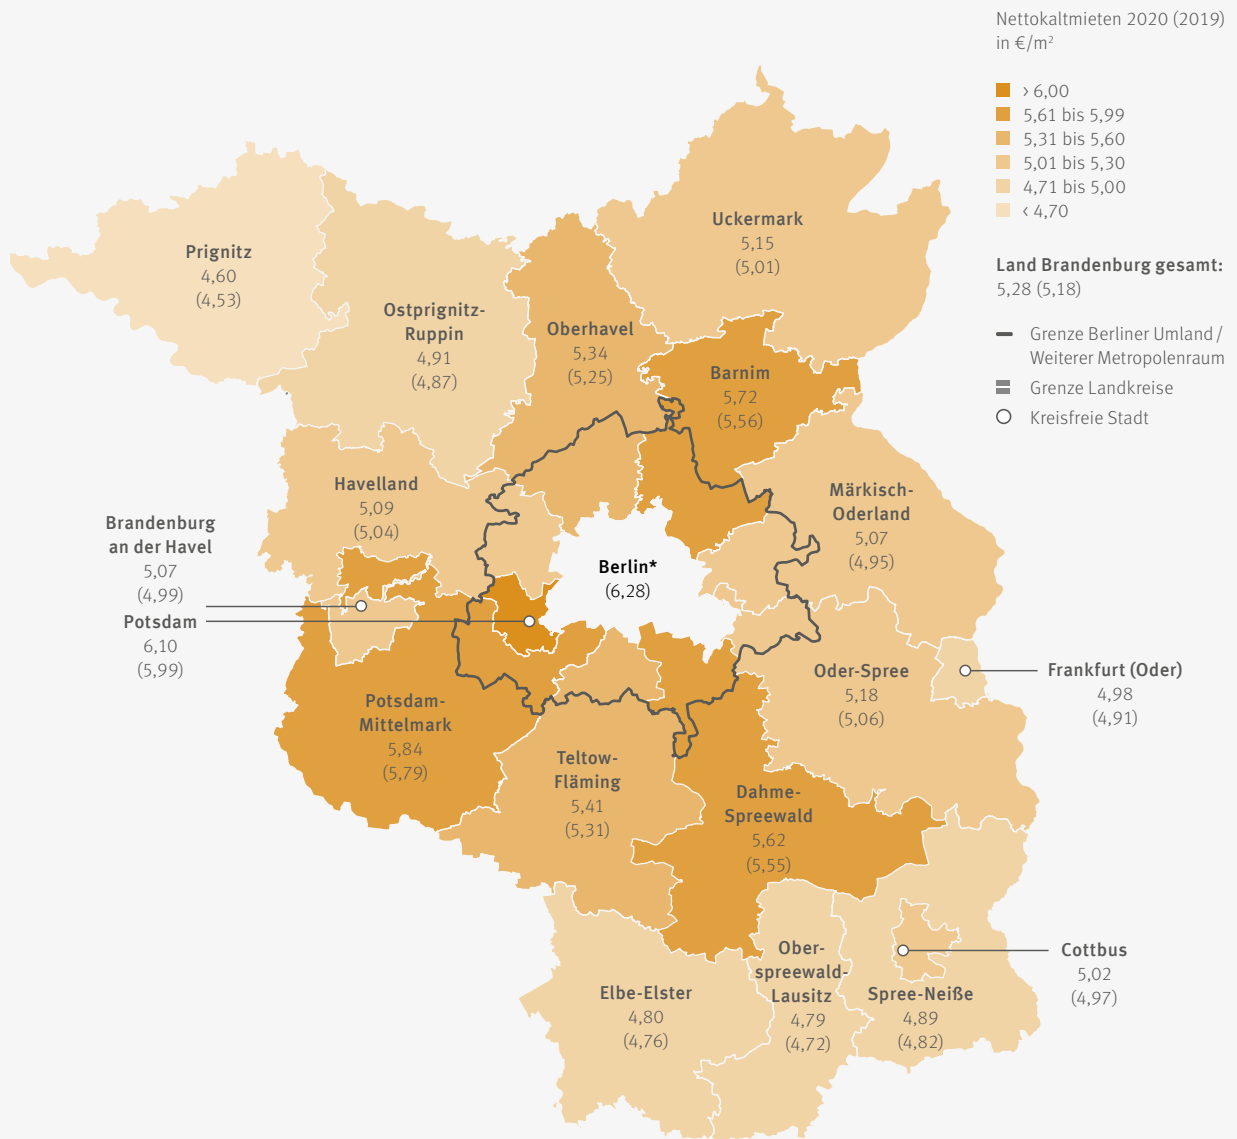 Nettokaltmieten 2020 (2019)
in €/m²
› 6,00
5,61 bis 5,99
5,31 bis 5,60
5,01 bis 5,30
4,71 bis 5,00
‹ 4,70
Land Brandenburg gesamt:
5,28 (5,18)
Grenze Berliner Umland /
Weiterer Metropolenraum
Grenze Landkreise
Kreisfreie Stadt
Uckermark
5,15
(5,01)
Prignitz
4,60
(4,53)
Ostprignitz-
Ruppin
4,91
(4,87)
Oberhavel
5,34
(5,25)
Barnim
5,72
(5,56)
Havelland
5,09
(5,04)
Märkisch-
Oderland
5,07
(4,95)
Brandenburg
an der Havel
5,07
(4,99)
Berlin*
(6,28)
Potsdam
6,10
(5,99)
Oder-Spree
5,18
(5,06)
Frankfurt (Oder)
4,98
(4,91)
Potsdam-
Mittelmark
5,84
(5,79)
Teltow-
Fläming
5,41
(5,31)
Dahme-
Spreewald
5,62
(5,55)
Cottbus
5,02
(4,97)
Elbe-Elster
4,80
(4,76)
Ober-
spreewald-
Lausitz
4,79
(4,72)
Spree-Neiße
4,89
(4,82)